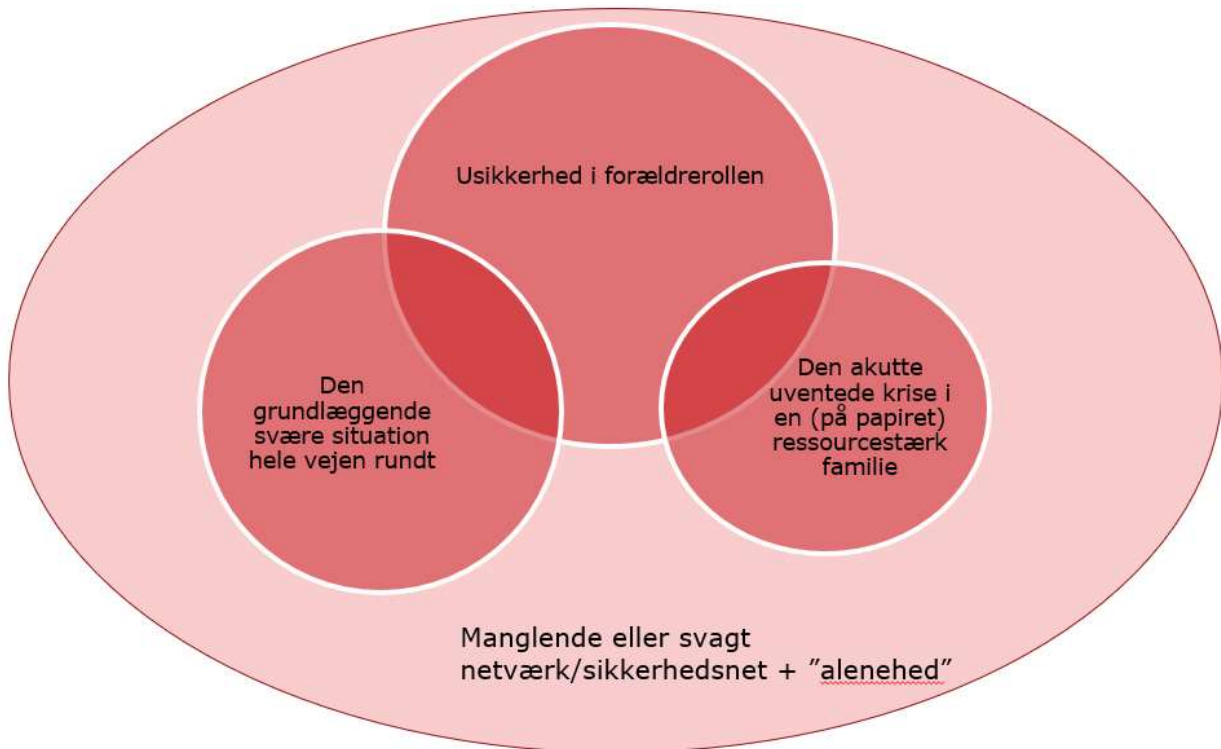 Usikkerhed i forældrerollen
Den
grundlæggende
svære situation
hele vejen rundt
Den akutte
uventede krise i
en (på papiret)
ressourcestærk
familie
Manglende eller svagt
netværk/sikkerhedsnet + ”alenehed”